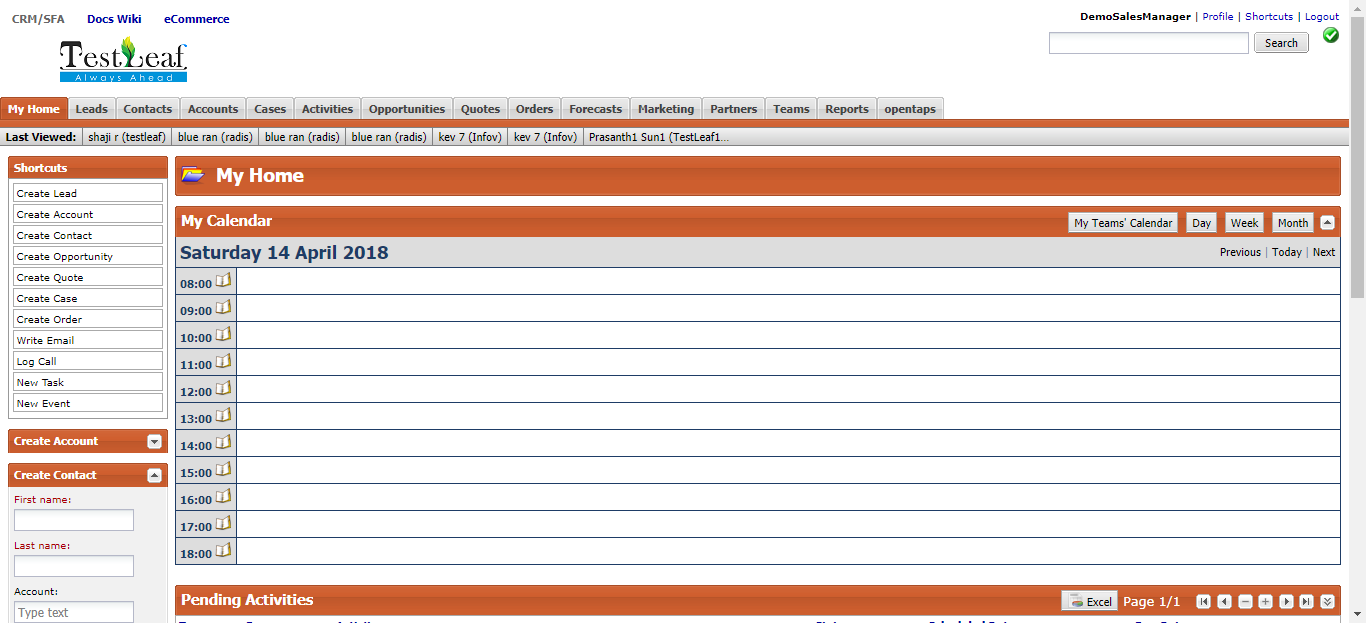 CRM/SFA Docs Wiki eCommerce
DemoSalesManager | Profile | Shortcuts | Logout
Search
TestLeaf
Always Ahead
My Home Leads Contacts Accounts Cases Activities Opportunities Quotes Orders Forecasts Marketing Partners Teams Reports opentaps
Last Viewed: shaji r (testleaf) blue ran (radis) blue ran (radis) blue ran (radis) kev 7 (Infov) kev 7 (Infov) Prasanth1 Sun1 (TestLeaf1...
Shortcuts
Create Lead
Create Account
Create Contact
Create Opportunity
Create Quote
Create Case
Create Order
Write Email
Log Call
New Task
New Event
Create Account
Create Contact
First name:
Last name:
Account:
Type text
My Home
My Calendar
My Teams' Calendar Day Week Month
Saturday 14 April 2018
Previous | Today | Next
08:00
09:00
10:00
11:00
12:00
13:00
14:00
15:00
16:00
17:00
18:00
Pending Activities
Excel Page 1/1